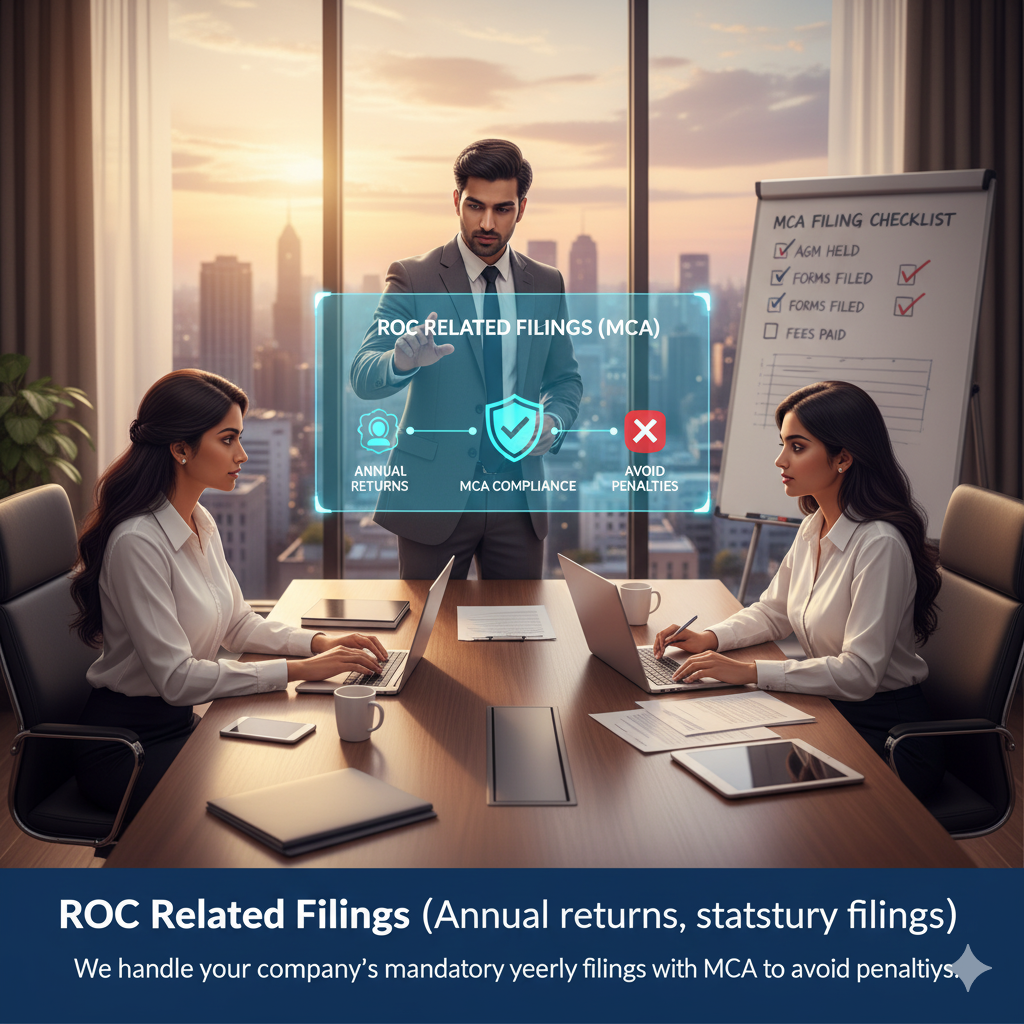 MCA FILING CHECKLIST
AGM HELD
FORMS FILED
FORMS FILED
FEES PAID
ROC RELATED FILINGS (MCA)
ANNUAL RETURNS
MCA COMPLIANCE
AVOID PENALTIES
ROC Related Filings (Annual returns, statstury filings)
We handle your company's mandatory yeerly filings with MCA to avoid penaltiys.